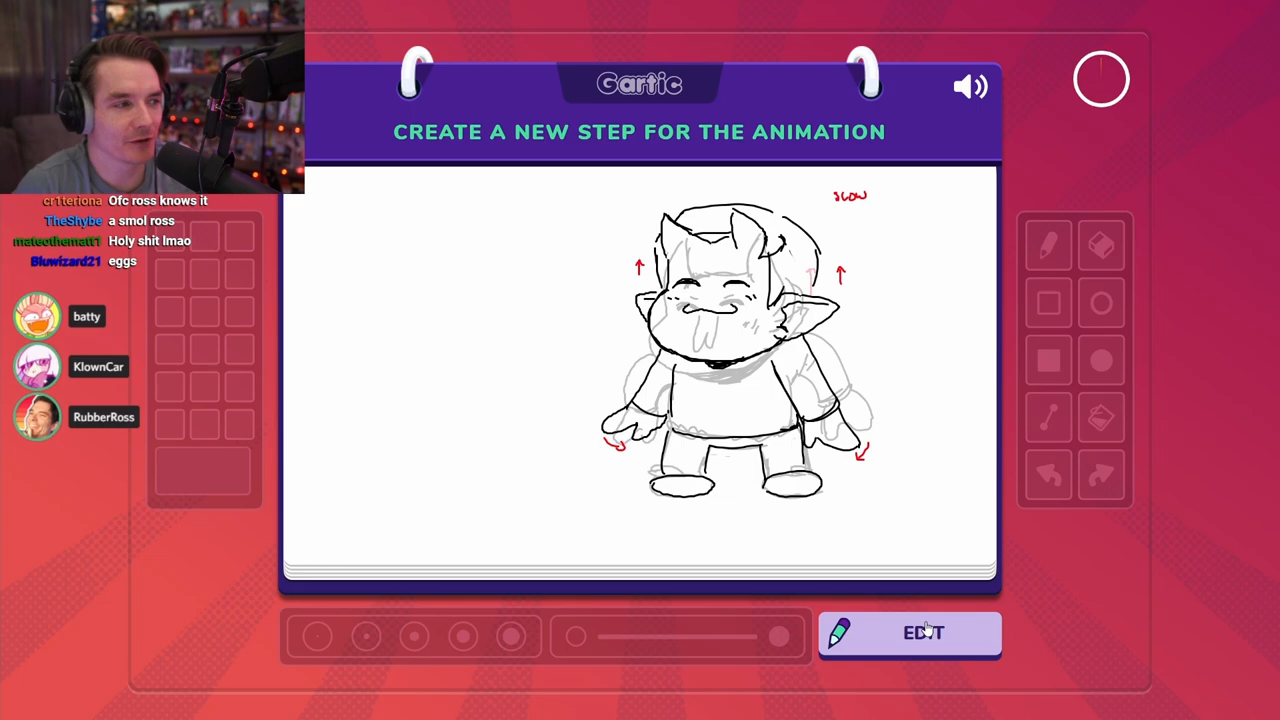 Gartic
CREATE A NEW STEP FOR THE ANIMATION
SLOW
cr1teriona Ofc ross knows it
TheShybe a smol ross
mateothematt1 Holy shit lmao
Bluwizard21 eggs
batty
KlownCar
RubberRoss
EDIT